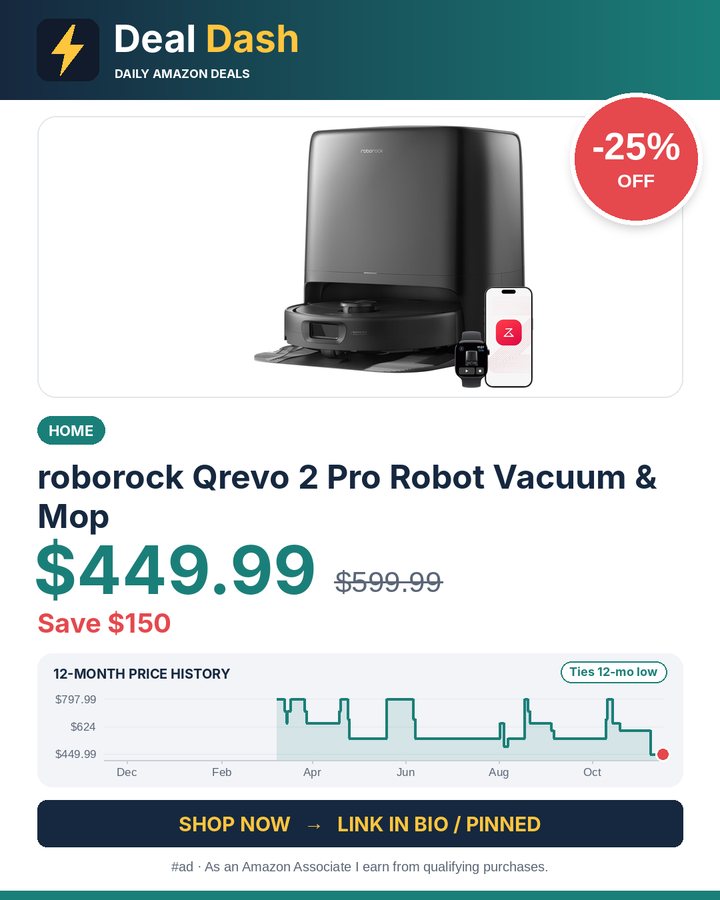 Deal Dash
DAILY AMAZON DEALS
-25%
OFF
roborock
HOME
roborock Qrevo 2 Pro Robot Vacuum &
Mop
$449.99 $599.99
Save $150
12-MONTH PRICE HISTORY
Ties 12-mo low
$797.99
$624
$449.99
Dec Feb Apr Jun Aug Oct
SHOP NOW → LINK IN BIO / PINNED
#ad · As an Amazon Associate I earn from qualifying purchases.